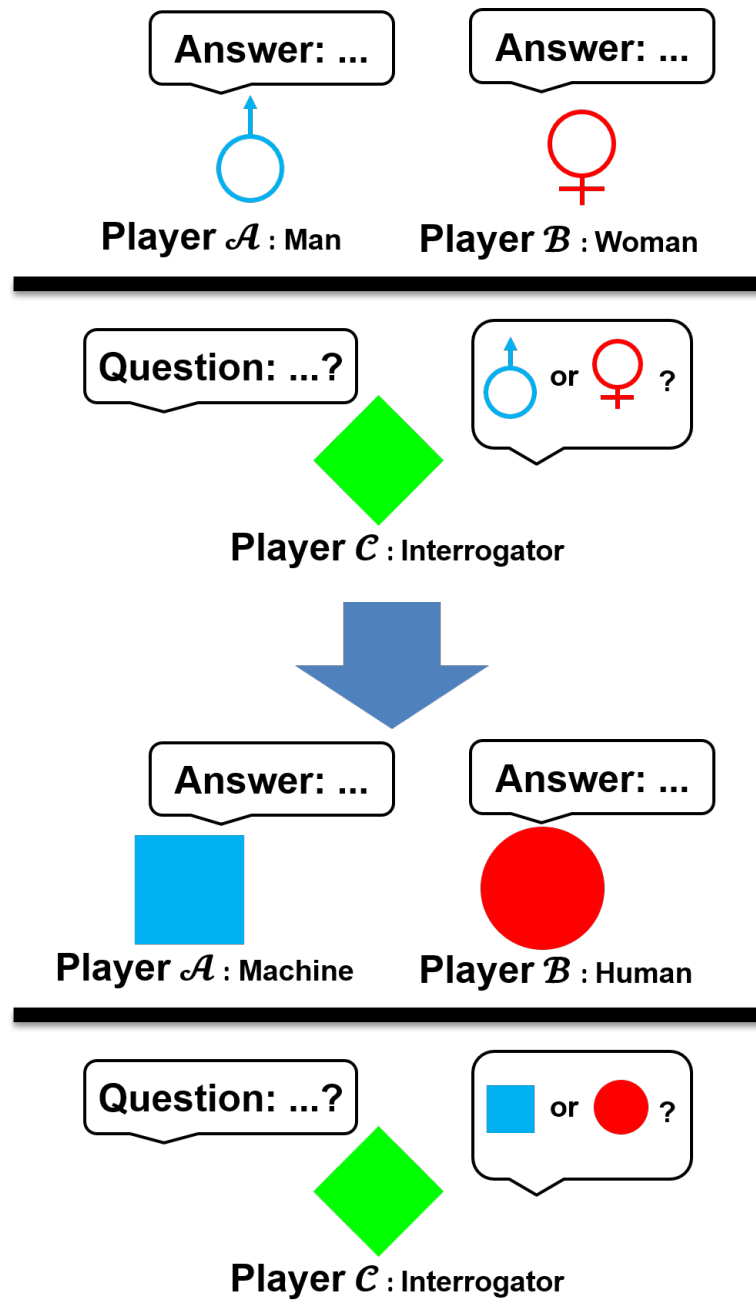 Answer: ...
Answer: ...
Player 𝒜 : Man
Player ℬ : Woman
Question: ...?
or ?
Player 𝒞 : Interrogator
Answer: ...
Answer: ...
Player 𝒜 : Machine
Player ℬ : Human
Question: ...?
or ?
Player 𝒞 : Interrogator